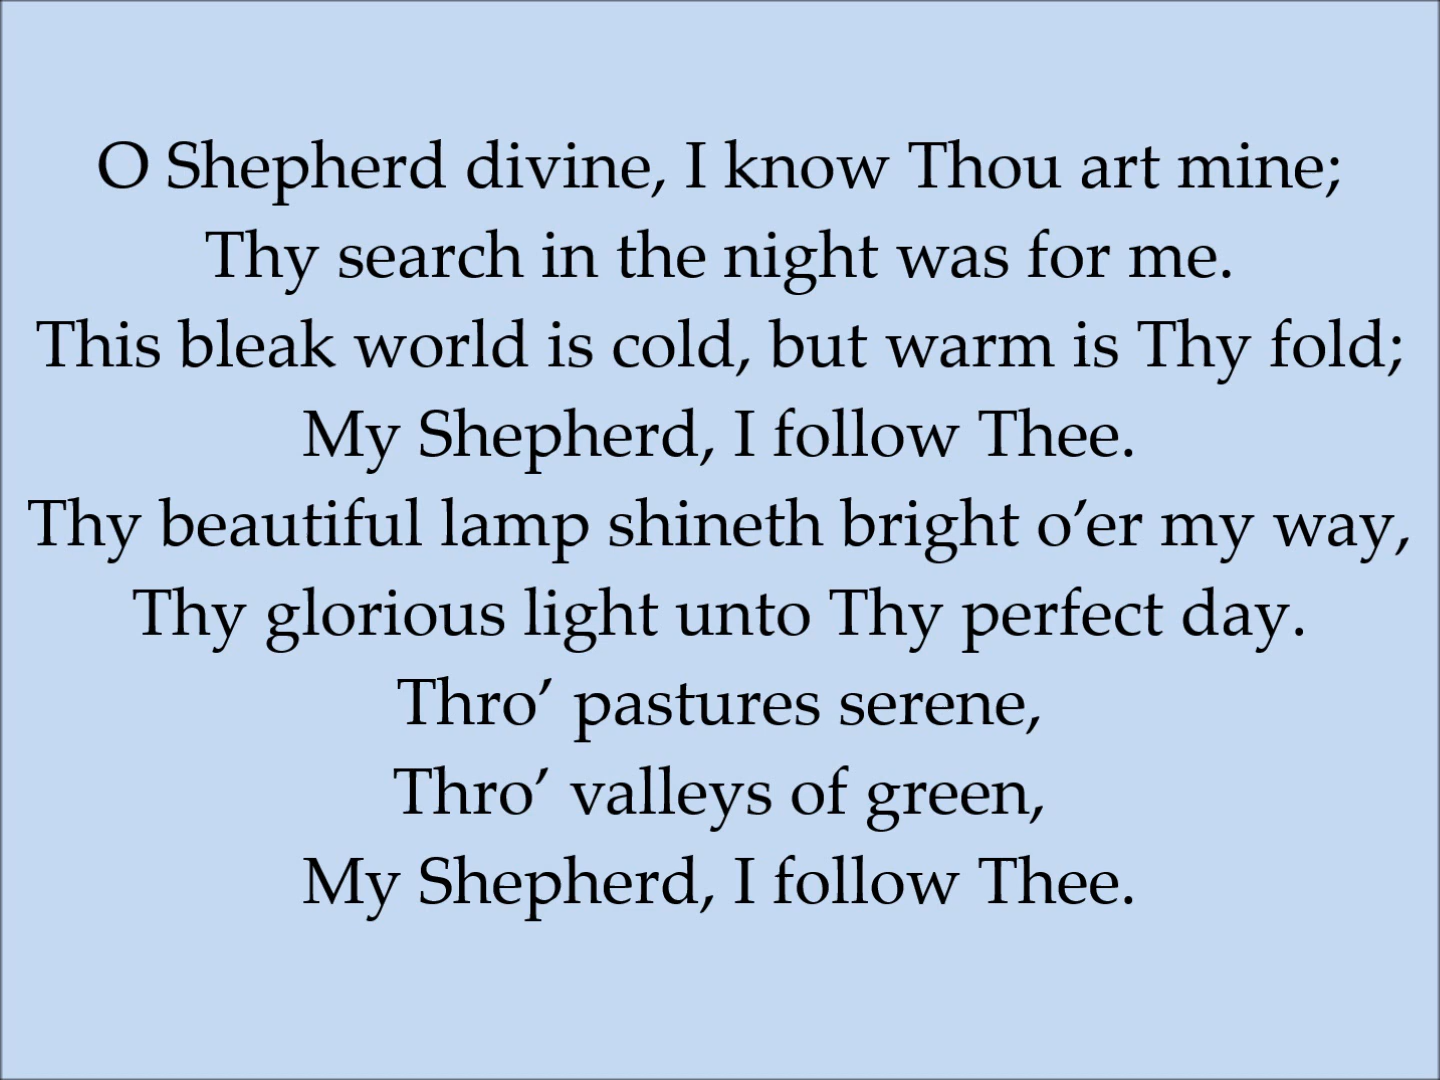 O Shepherd divine, I know Thou art mine;
Thy search in the night was for me.
This bleak world is cold, but warm is Thy fold;
My Shepherd, I follow Thee.
Thy beautiful lamp shineth bright o’er my way,
Thy glorious light unto Thy perfect day.
Thro’ pastures serene,
Thro’ valleys of green,
My Shepherd, I follow Thee.